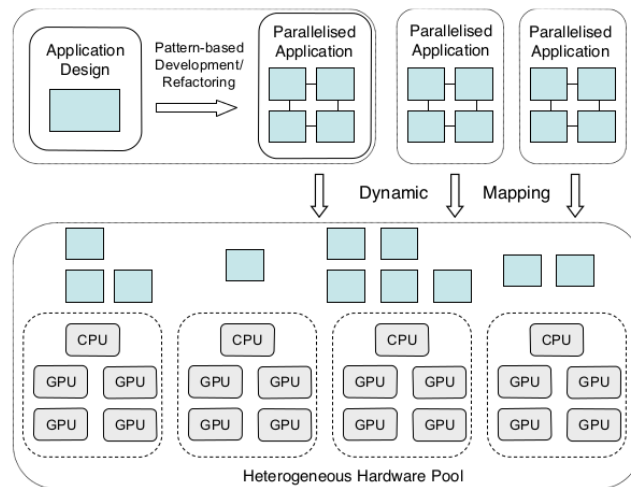 Application
Design
Pattern-based
Development/
Refactoring
Parallelised
Application
Parallelised
Application
Parallelised
Application
Dynamic
Mapping
CPU
GPU GPU
GPU GPU
CPU
GPU GPU
GPU GPU
CPU
GPU GPU
GPU GPU
CPU
GPU GPU
GPU GPU
Heterogeneous Hardware Pool